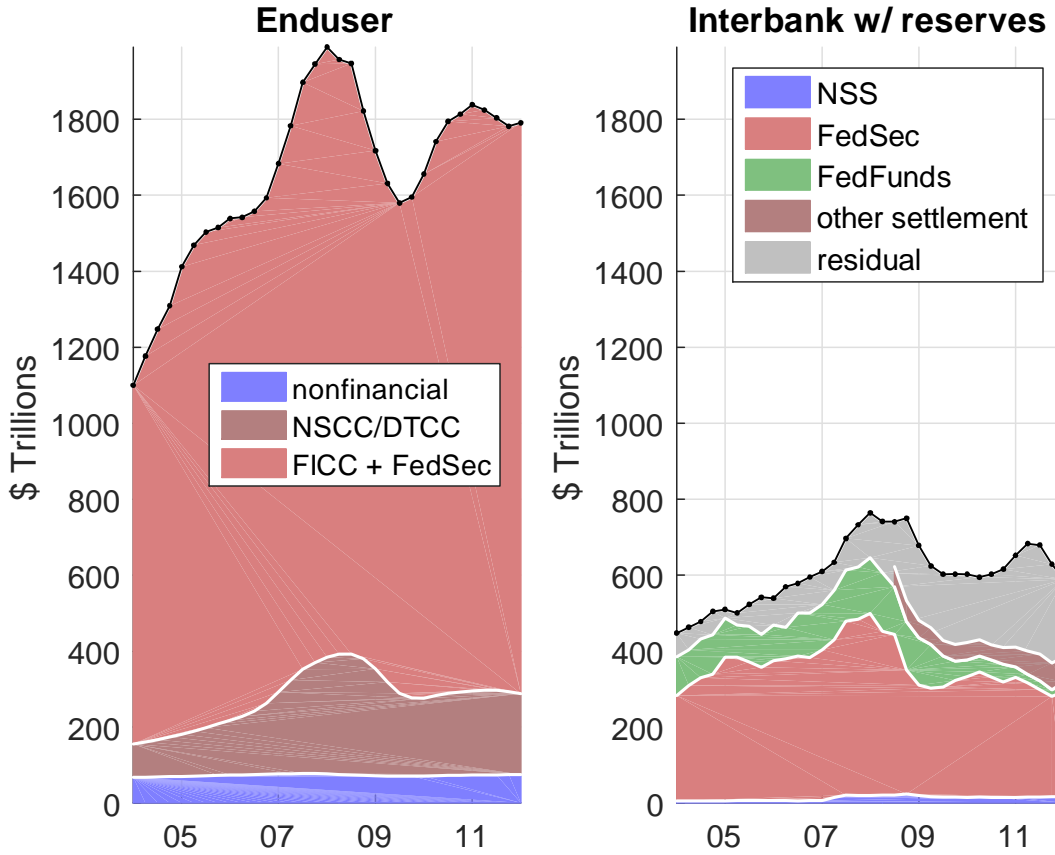 Enduser
$ Trillions
1800
1600
1400
1200
1000
800
600
400
200
0
nonfinancial
NSCC/DTCC
FICC + FedSec
05
07
09
11
Interbank w/ reserves
$ Trillions
1800
1600
1400
1200
1000
800
600
400
200
0
NSS
FedSec
FedFunds
other settlement
residual
05
07
09
11